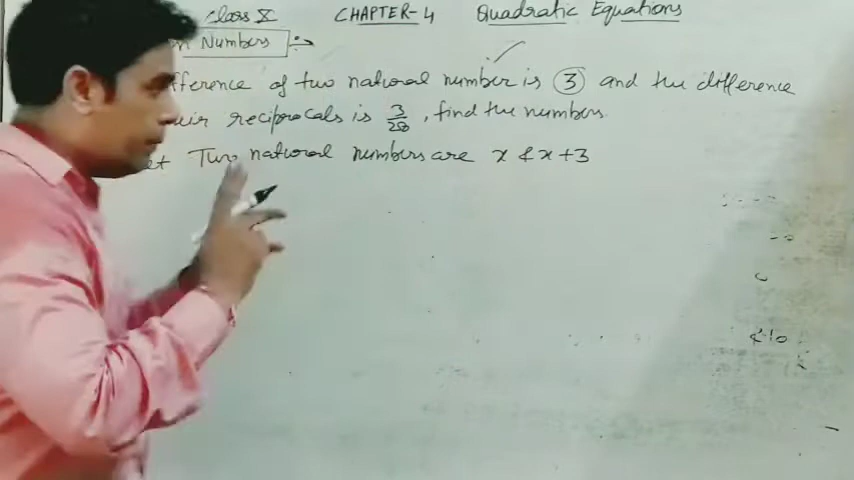 Class X CHAPTER-4 Quadratic Equations
on Numbers :→
fference of two natural number is 3 and the difference
eir reciprocals is 3/28, find the numbers.
et Two natural numbers are x & x+3